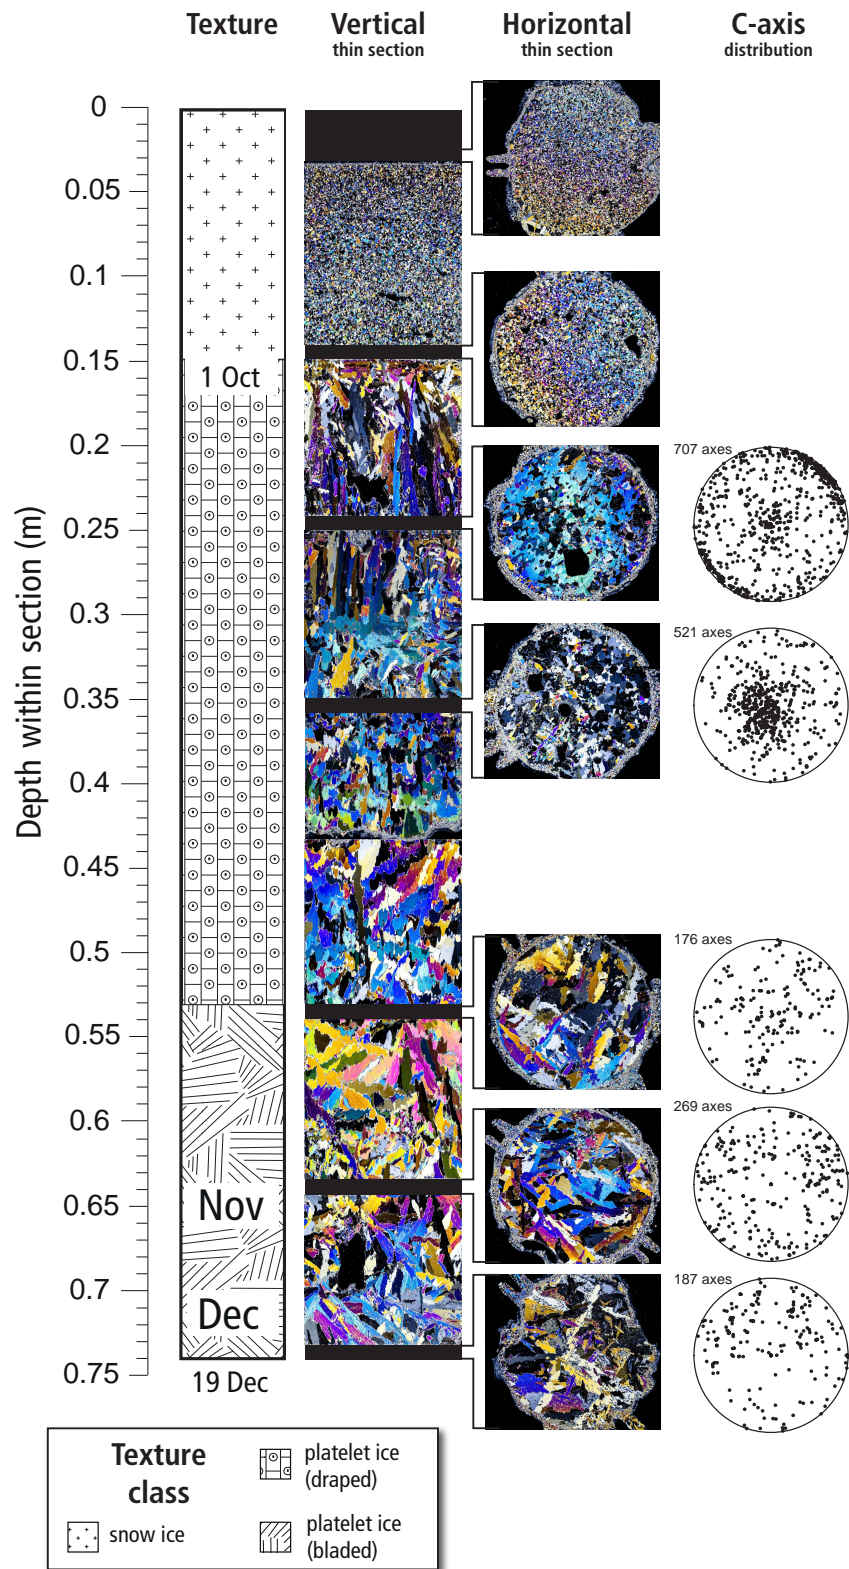 Texture
Vertical
thin section
Horizontal
thin section
C-axis
distribution
Depth within section (m)
0
0.05
0.1
0.15
0.2
0.25
0.3
0.35
0.4
0.45
0.5
0.55
0.6
0.65
0.7
0.75
1 Oct
Nov
Dec
19 Dec
707 axes
521 axes
176 axes
269 axes
187 axes
Texture
class
snow ice
platelet ice
(draped)
platelet ice
(bladed)